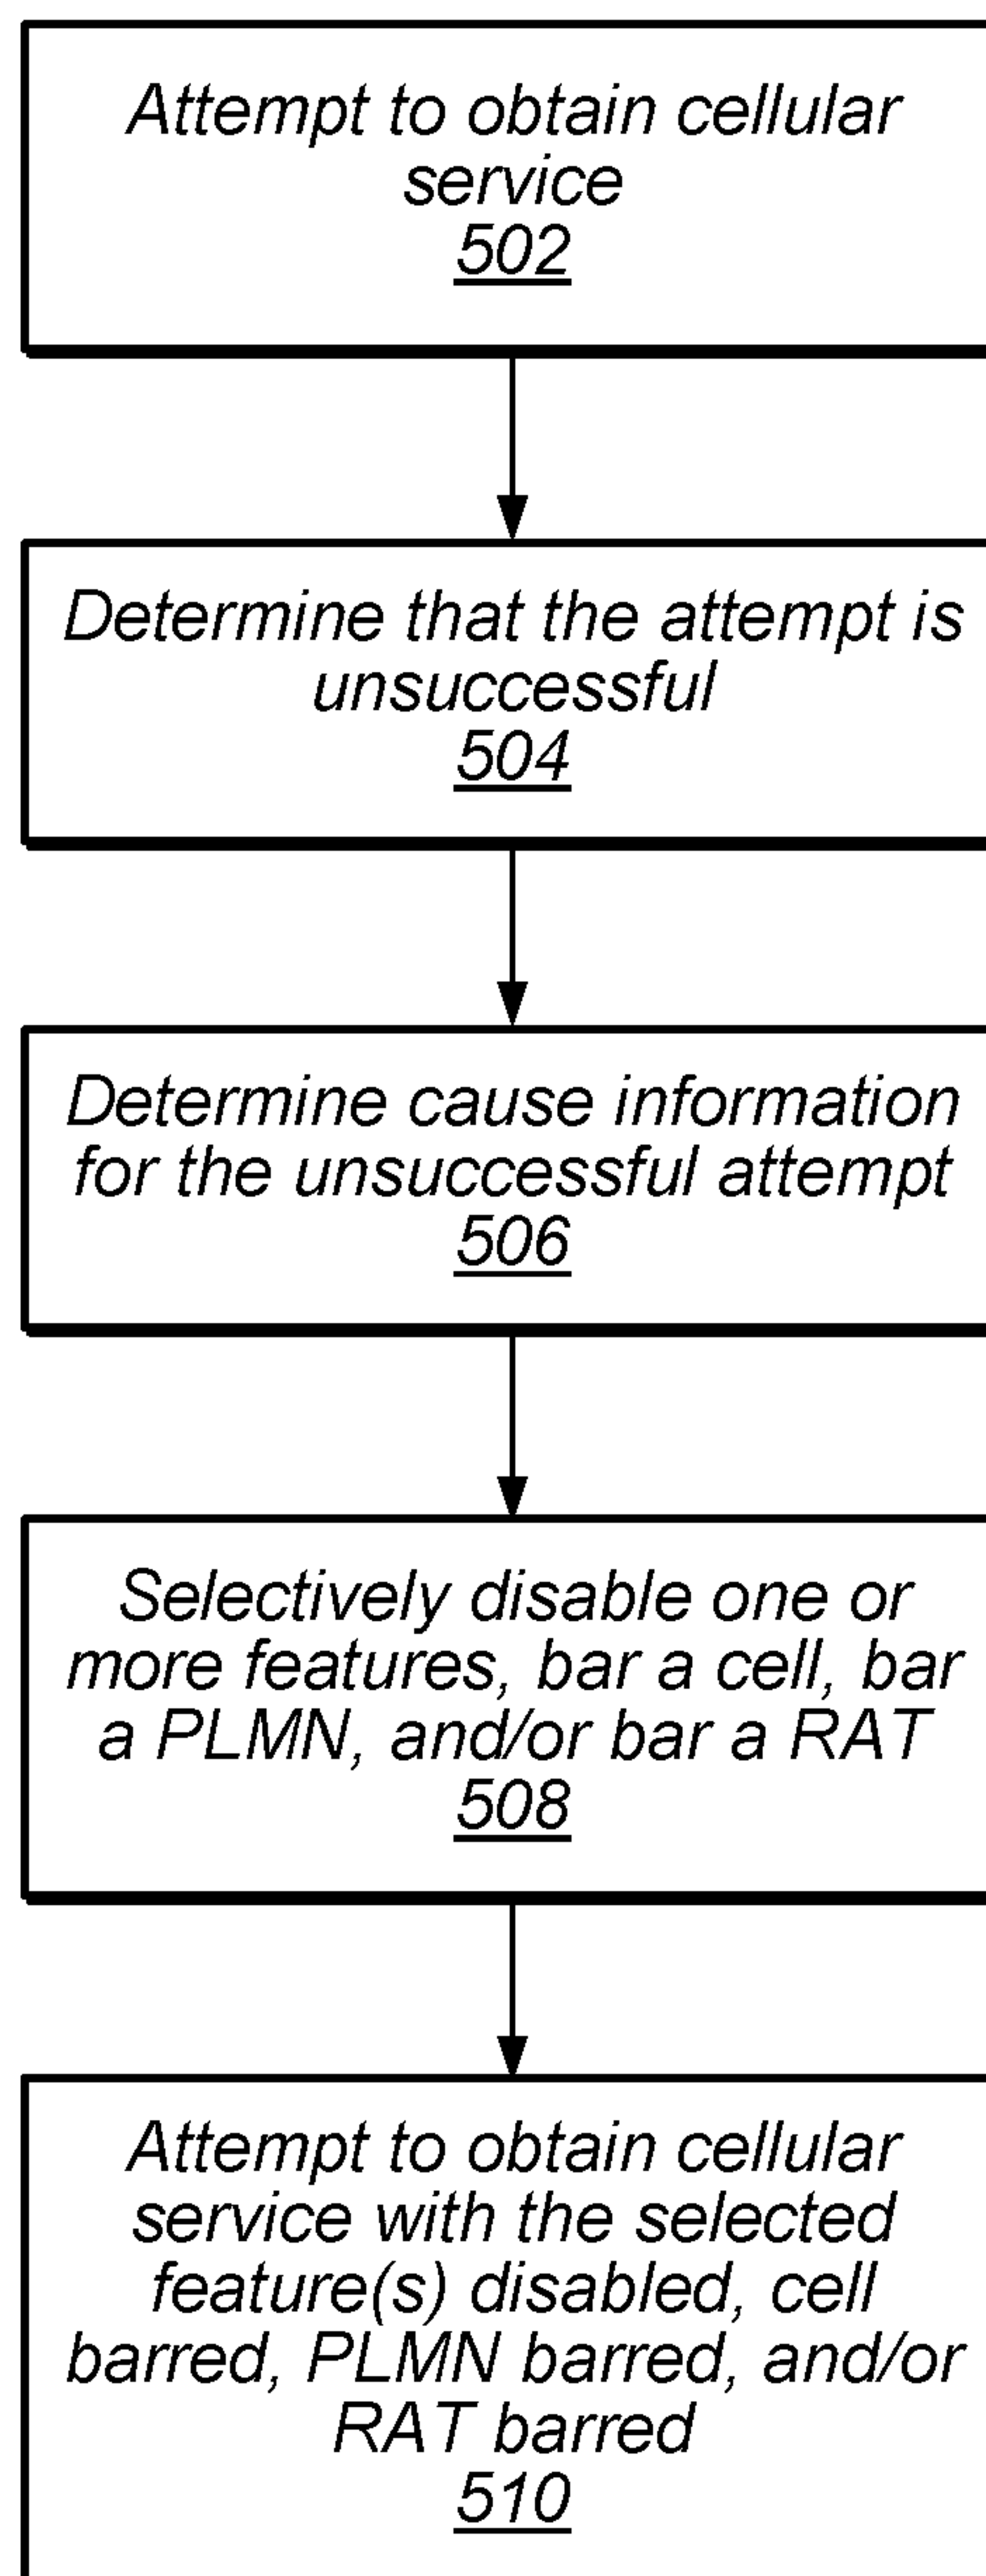 Attempt to obtain cellular
service
502
Determine that the attempt is
unsuccessful
504
Determine cause information
for the unsuccessful attempt
506
Selectively disable one or
more features, bar a cell, bar
a PLMN, and/or bar a RAT
508
Attempt to obtain cellular
service with the selected
feature(s) disabled, cell
barred, PLMN barred, and/or
RAT barred
510